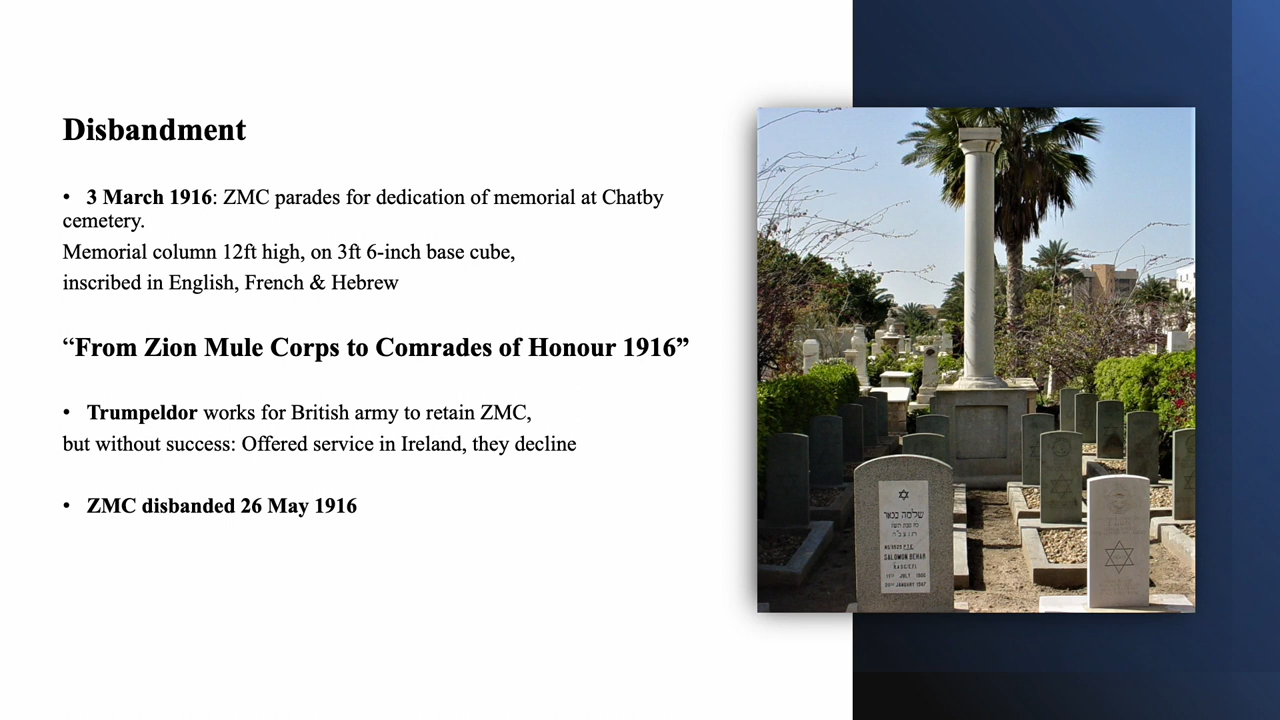 Disbandment
• 3 March 1916: ZMC parades for dedication of memorial at Chatby
cemetery.
Memorial column 12ft high, on 3ft 6-inch base cube,
inscribed in English, French & Hebrew
“From Zion Mule Corps to Comrades of Honour 1916”
• Trumpeldor works for British army to retain ZMC,
but without success: Offered service in Ireland, they decline
• ZMC disbanded 26 May 1916
שלמה בכאר
PTE.
SALOMON BEHAR
JULY
JANUARY